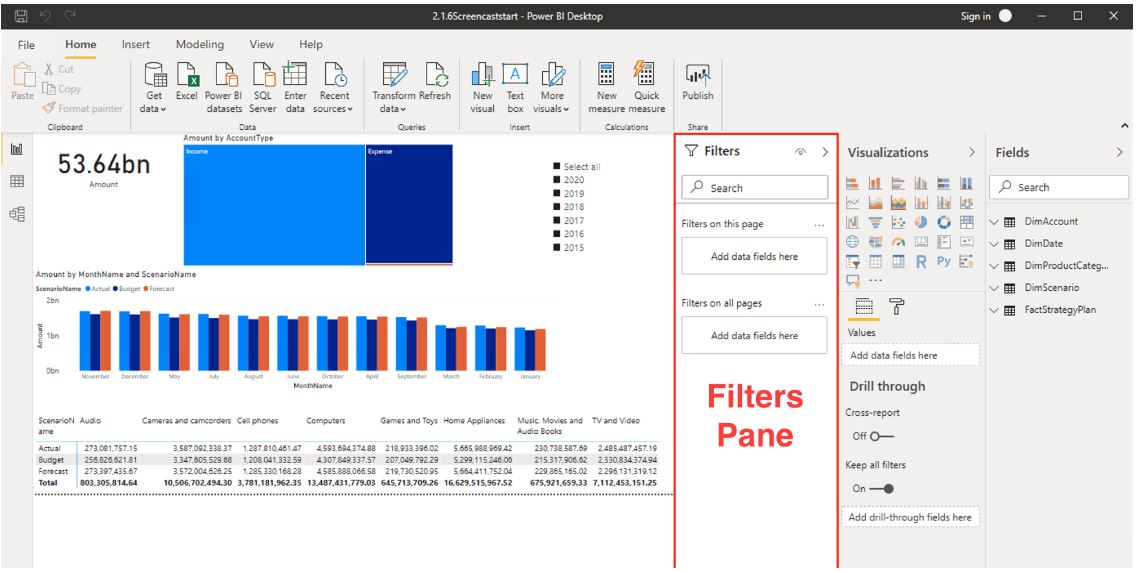 2.1.6Screencaststart - Power BI Desktop
Sign in
File Home Insert Modeling View Help
Paste
Cut
Copy
Format painter
Get data
Excel
Power BI datasets
SQL Server
Enter data
Recent sources
Transform data
Refresh
New visual
Text box
More visuals
New measure
Quick measure
Publish
Clipboard Data Queries Insert Calculations Share
53.64bn
Amount
Amount by AccountType
Income
Expense
Select all
2020
2019
2018
2017
2016
2015
Amount by MonthName and ScenarioName
ScenarioName Actual Budget Forecast
2bn
1bn
0bn
Amount
November December May July August June October April September March February January
MonthName
ScenarioN ame Audio Cameras and camcorders Cell phones Computers Games and Toys Home Appliances Music, Movies and Audio Books TV and Video
Actual 273,081,757.15 3,587,092,338.37 1,287,810,461.47 4,593,694,374.88 218,933,396.02 5,665,988,969.42 230,738,587.69 2,485,487,457.19
Budget 256,826,621.81 3,347,605,529.68 1,208,041,332.59 4,307,849,337.57 207,049,792.29 5,299,115,246.06 215,317,906.62 2,330,834,374.94
Forecast 273,397,435.67 3,572,004,626.25 1,285,330,168.28 4,585,888,066.58 219,730,520.95 5,664,411,752.04 229,865,165.02 2,296,131,319.12
Total 803,305,814.64 10,506,702,494.30 3,781,181,962.35 13,487,431,779.03 645,713,709.26 16,629,515,967.52 675,921,659.33 7,112,453,151.25
Filters
Search
Filters on this page ...
Add data fields here
Filters on all pages ...
Add data fields here
Filters
Pane
Visualizations
R Py
...
Values
Add data fields here
Drill through
Cross-report
Off
Keep all filters
On
Add drill-through fields here
Fields
Search
DimAccount
DimDate
DimProductCateg...
DimScenario
FactStrategyPlan